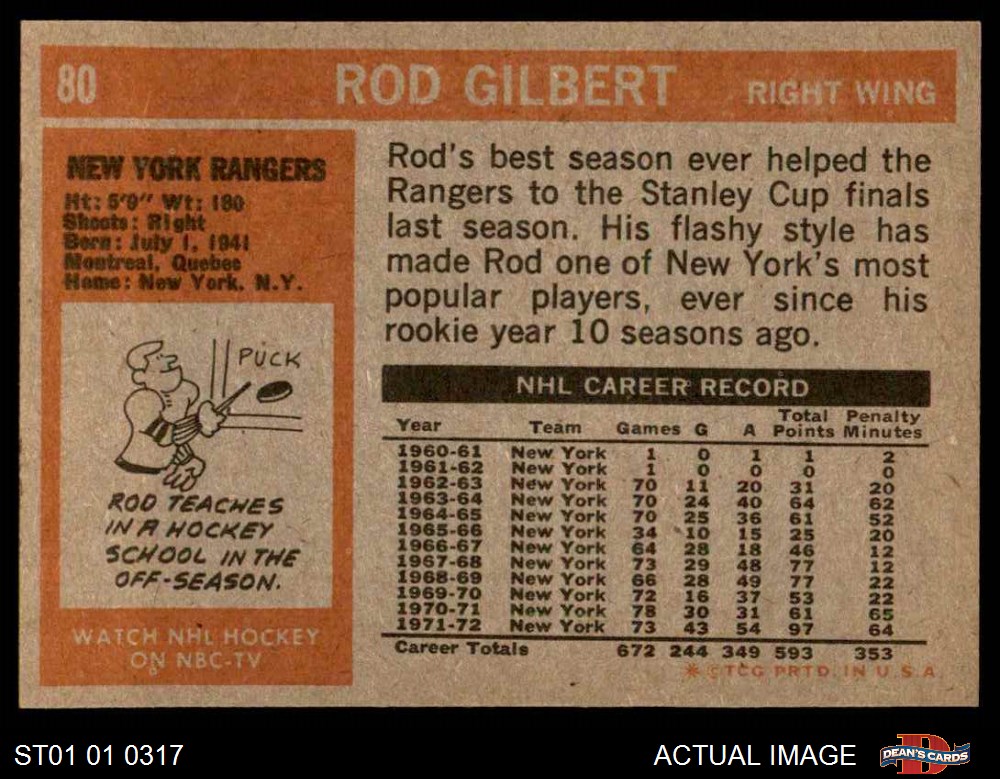 80 ROD GILBERT RIGHT WING
NEW YORK RANGERS
Ht: 5'9" Wt: 180
Shoots: Right
Born: July 1, 1941
Montreal, Quebec
Home: New York, N.Y.
PUCK
ROD TEACHES
IN A HOCKEY
SCHOOL IN THE
OFF-SEASON.
WATCH NHL HOCKEY
ON NBC-TV
Rod's best season ever helped the
Rangers to the Stanley Cup finals
last season. His flashy style has
made Rod one of New York's most
popular players, ever since his
rookie year 10 seasons ago.
NHL CAREER RECORD
Year Team Games G A Total Points Penalty Minutes
1960-61 New York 1 0 1 1 2
1961-62 New York 1 0 0 0 0
1962-63 New York 70 11 20 31 20
1963-64 New York 70 24 40 64 62
1964-65 New York 70 25 36 61 52
1965-66 New York 34 10 15 25 20
1966-67 New York 64 28 18 46 12
1967-68 New York 73 29 48 77 12
1968-69 New York 66 28 49 77 22
1969-70 New York 72 16 37 53 22
1970-71 New York 78 30 31 61 65
1971-72 New York 73 43 54 97 64
Career Totals 672 244 349 593 353
* © TCG PRTD. IN U.S.A.
ST01 01 0317 ACTUAL IMAGE DEAN'S CARDS